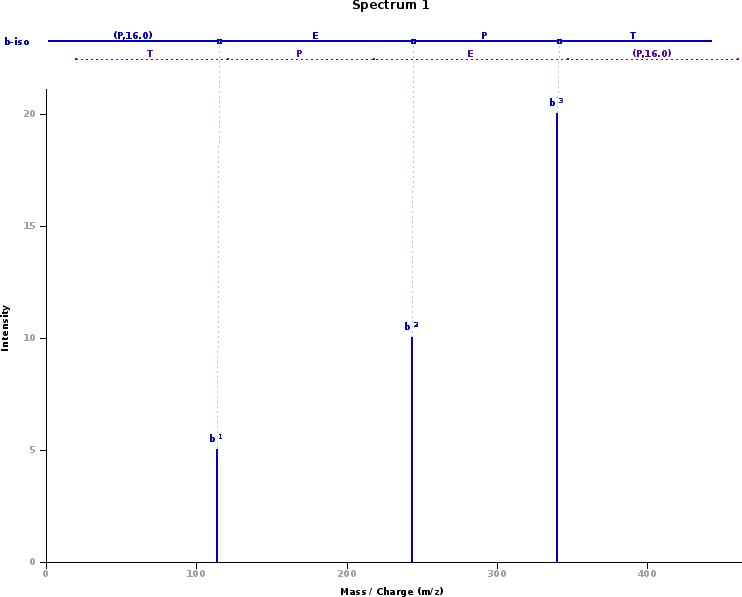 Spectrum 1
b-iso (P,16.0) E P T
T P E (P,16.0)
b 3
20
15
b 2
10
b 1
5
0
0 100 200 300 400
Intensity
Mass / Charge (m/z)